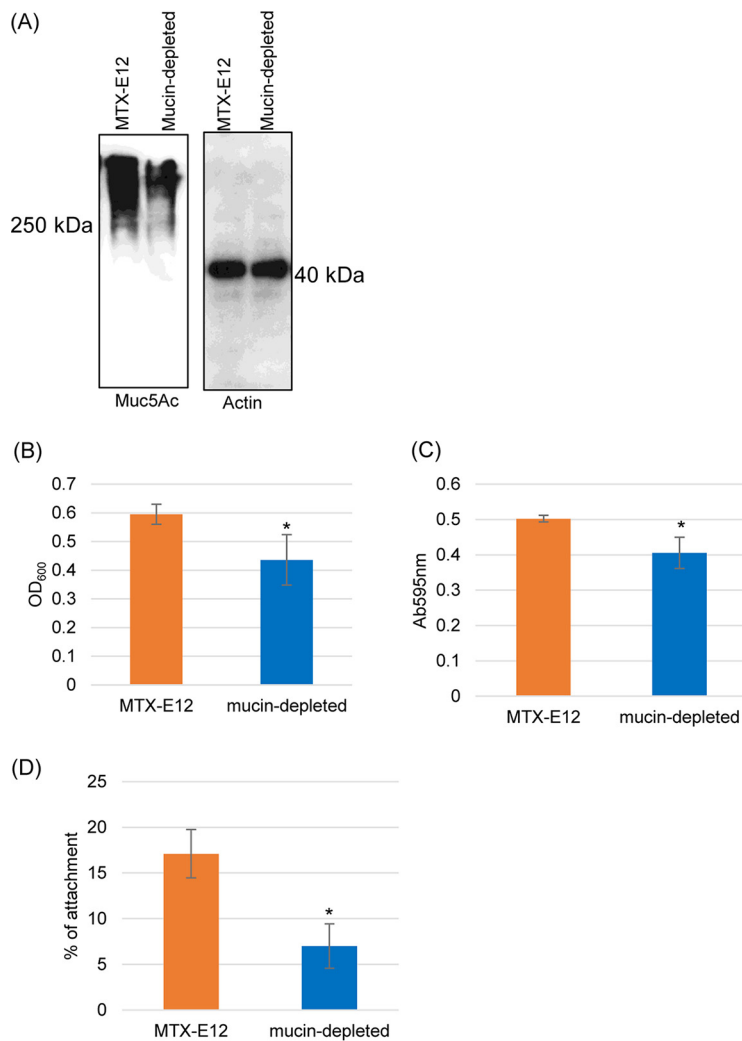 (A)
MTX-E12
Mucin-depleted
MTX-E12
Mucin-depleted
250 kDa
40 kDa
Muc5Ac
Actin
(B)
0.7
0.6
0.5
0.4
0.3
0.2
0.1
0
OD600
*
MTX-E12
mucin-depleted
(C)
0.6
0.5
0.4
0.3
0.2
0.1
0
Ab595nm
*
MTX-E12
mucin-depleted
(D)
25
20
15
10
5
0
% of attachment
*
MTX-E12
mucin-depleted